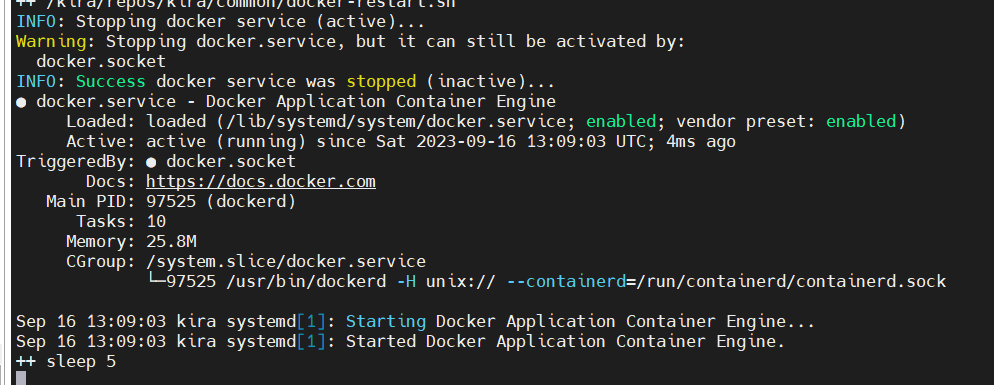 ++ /kira/repos/kira/common/docker-restart.sh
INFO: Stopping docker service (active)...
Warning: Stopping docker.service, but it can still be activated by:
  docker.socket
INFO: Success docker service was stopped (inactive)...
● docker.service - Docker Application Container Engine
     Loaded: loaded (/lib/systemd/system/docker.service; enabled; vendor preset: enabled)
     Active: active (running) since Sat 2023-09-16 13:09:03 UTC; 4ms ago
TriggeredBy: ● docker.socket
       Docs: https://docs.docker.com
   Main PID: 97525 (dockerd)
      Tasks: 10
     Memory: 25.8M
     CGroup: /system.slice/docker.service
             └─97525 /usr/bin/dockerd -H unix:// --containerd=/run/containerd/containerd.sock

Sep 16 13:09:03 kira systemd[1]: Starting Docker Application Container Engine...
Sep 16 13:09:03 kira systemd[1]: Started Docker Application Container Engine.
++ sleep 5